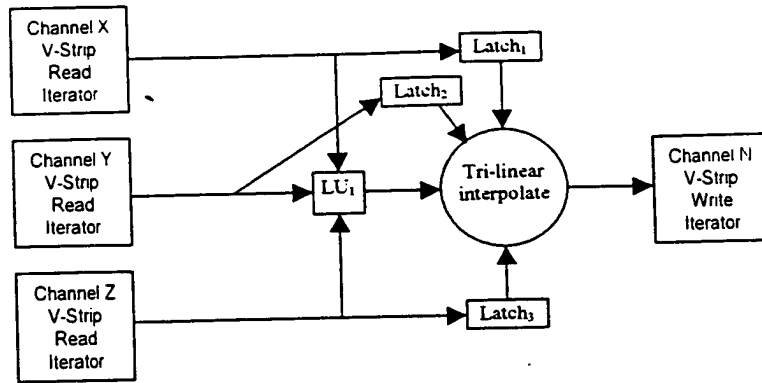 Channel X
V-Strip
Read
Iterator
Latch₁
Latch₂
Channel Y
V-Strip
Read
Iterator
LU₁
Tri-linear
interpolate
Channel N
V-Strip
Write
Iterator
Channel Z
V-Strip
Read
Iterator
Latch₃